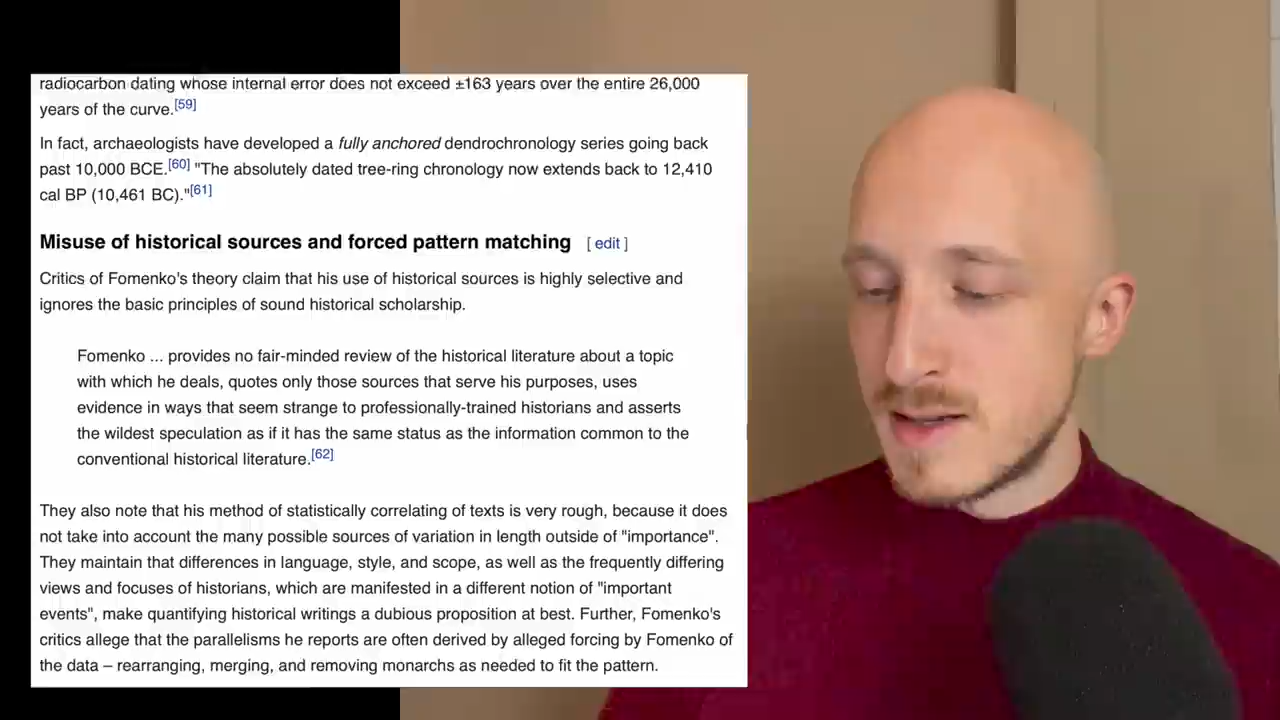 radiocarbon dating whose internal error does not exceed ±163 years over the entire 26,000
years of the curve.[59]
In fact, archaeologists have developed a fully anchored dendrochronology series going back
past 10,000 BCE.[60] "The absolutely dated tree-ring chronology now extends back to 12,410
cal BP (10,461 BC)."[61]
Misuse of historical sources and forced pattern matching [ edit ]
Critics of Fomenko's theory claim that his use of historical sources is highly selective and
ignores the basic principles of sound historical scholarship.
Fomenko ... provides no fair-minded review of the historical literature about a topic
with which he deals, quotes only those sources that serve his purposes, uses
evidence in ways that seem strange to professionally-trained historians and asserts
the wildest speculation as if it has the same status as the information common to the
conventional historical literature.[62]
They also note that his method of statistically correlating of texts is very rough, because it does
not take into account the many possible sources of variation in length outside of "importance".
They maintain that differences in language, style, and scope, as well as the frequently differing
views and focuses of historians, which are manifested in a different notion of "important
events", make quantifying historical writings a dubious proposition at best. Further, Fomenko's
critics allege that the parallelisms he reports are often derived by alleged forcing by Fomenko of
the data – rearranging, merging, and removing monarchs as needed to fit the pattern.